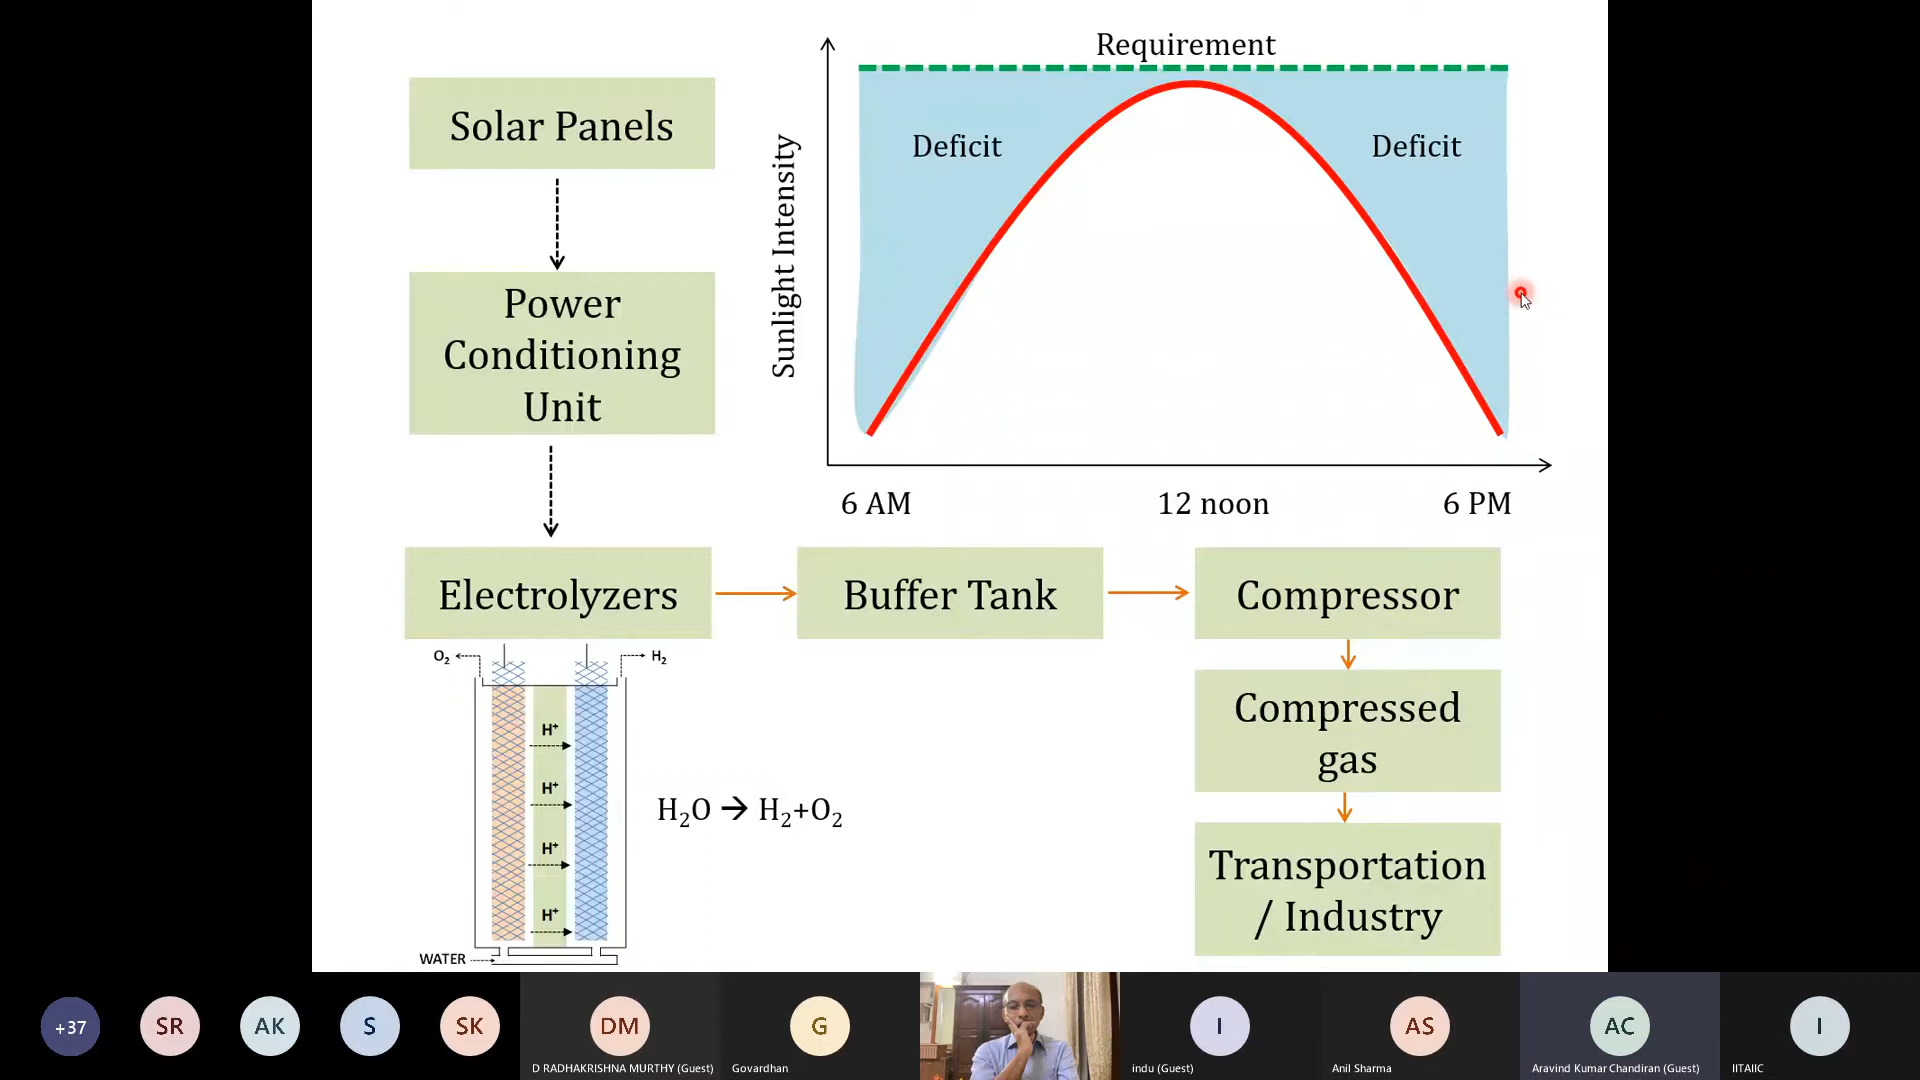 Requirement
Solar Panels
Deficit
Deficit
Sunlight Intensity
Power
Conditioning
Unit
6 AM
12 noon
6 PM
Electrolyzers
Buffer Tank
Compressor
O₂
H₂
Compressed
gas
H⁺
H⁺
H⁺
H⁺
H₂O → H₂+O₂
Transportation
/ Industry
WATER
+37
SR
AK
S
SK
DM
D RADHAKRISHNA MURTHY (Guest)
G
Govardhan
I
indu (Guest)
AS
Anil Sharma
AC
Aravind Kumar Chandiran (Guest)
I
IITAIIC